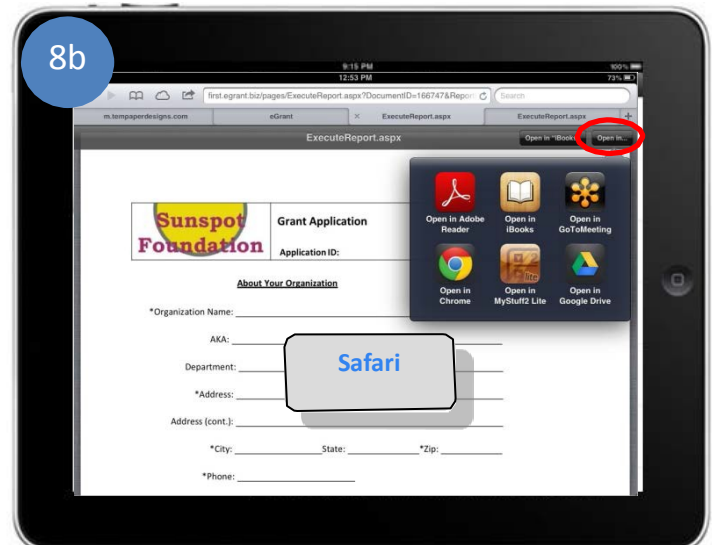 8b
9:15 PM 100%
12:53 PM 73%
first.egrant.biz/pages/ExecuteReport.aspx?DocumentID=166747&Repor Search
m.tempaperdesigns.com eGrant × ExecuteReport.aspx ExecuteReport.aspx +
ExecuteReport.aspx Open in "iBooks" Open in...
Sunspot
Foundation
Grant Application
Application ID:
Open in Adobe Reader
Open in iBooks
Open in GoToMeeting
Open in Chrome
Open in MyStuff2 Lite
Open in Google Drive
lite
About Your Organization
*Organization Name:
AKA:
Department:
Safari
*Address:
Address (cont.):
*City: State: *Zip:
*Phone: